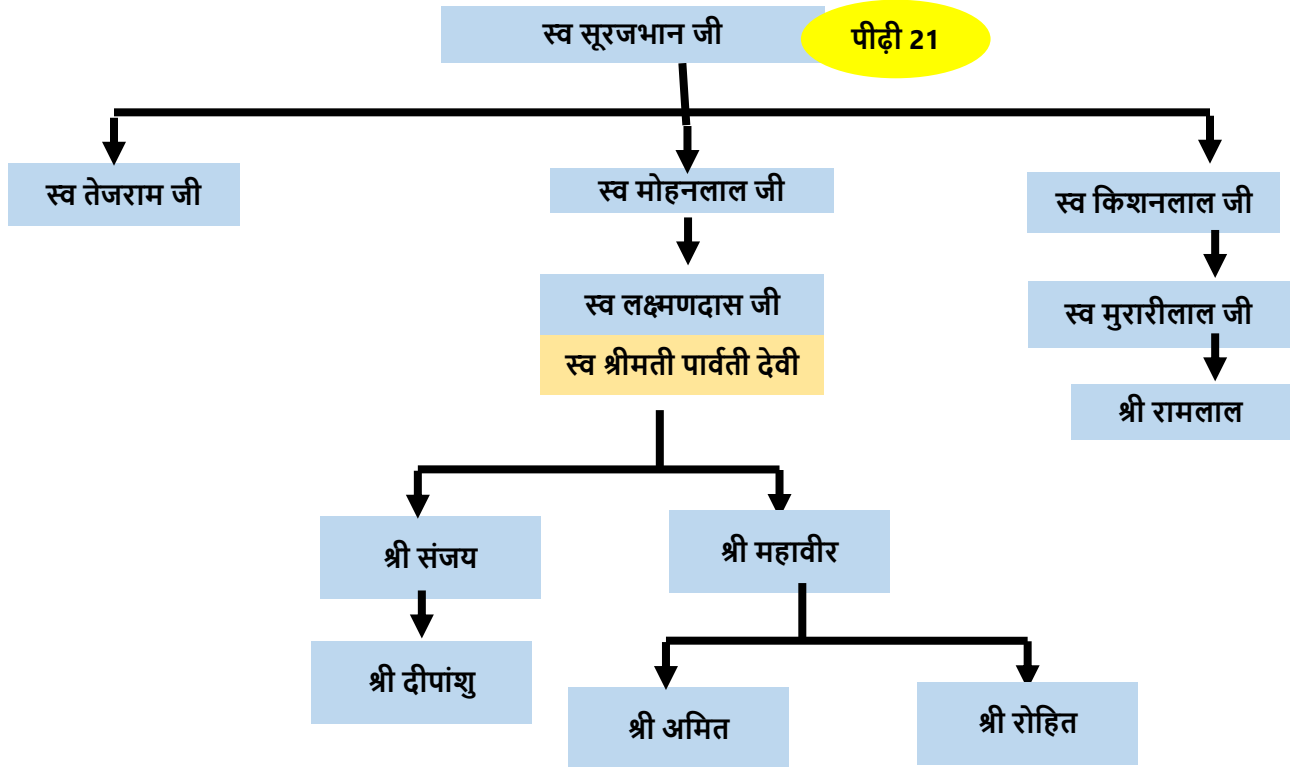 स्व सूरजभान जी
पीढ़ी 21
स्व तेजराम जी
स्व मोहनलाल जी
स्व किशनलाल जी
स्व लक्ष्मणदास जी
स्व मुरारीलाल जी
स्व श्रीमती पार्वती देवी
श्री रामलाल
श्री संजय
श्री महावीर
श्री दीपांशु
श्री अमित
श्री रोहित